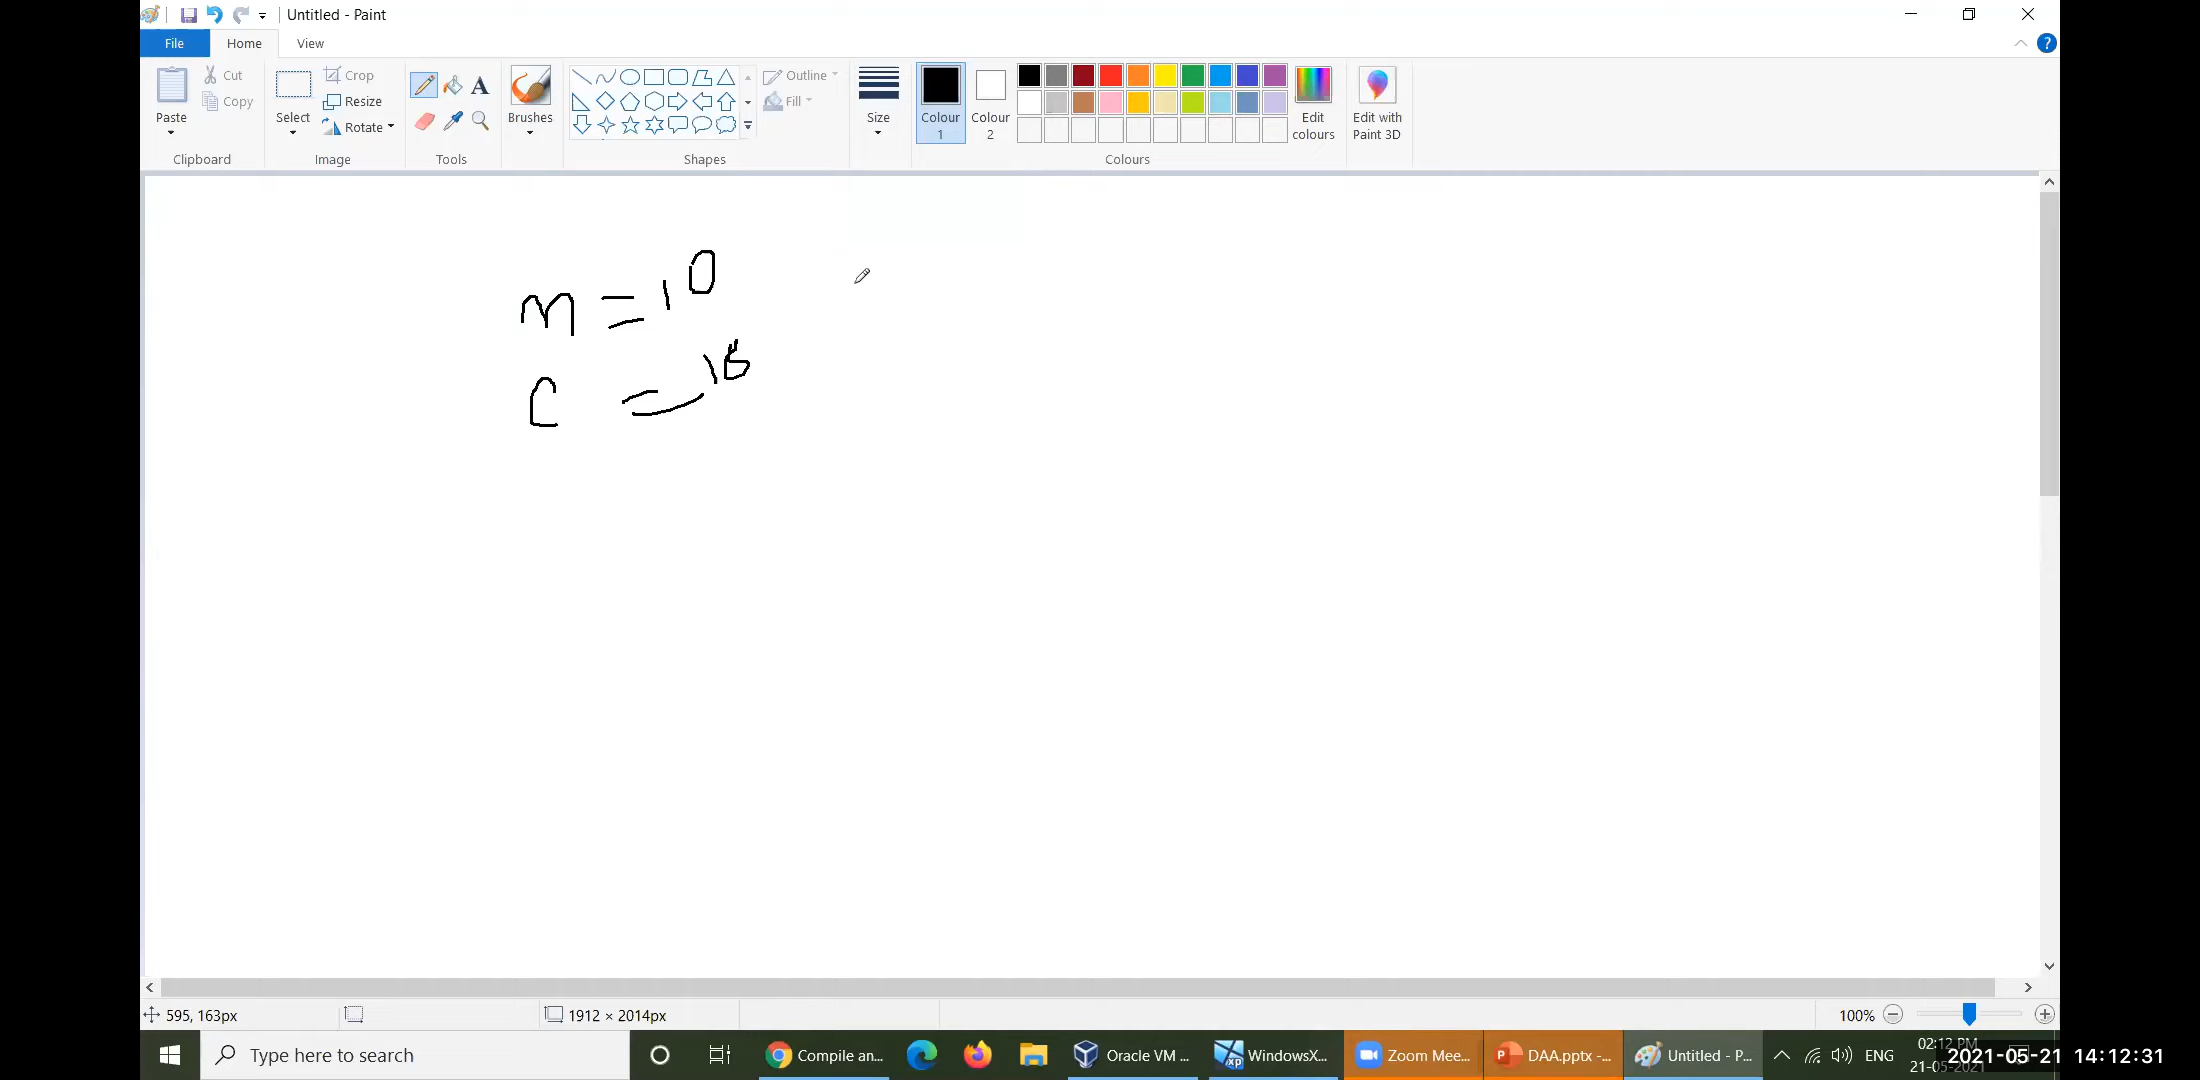 Untitled - Paint
File Home View
Cut
Copy
Paste
Clipboard
Crop
Resize
Rotate
Select
Image
Tools
Brushes
Outline
Fill
Shapes
Size
Colour 1
Colour 2
Edit colours
Colours
Edit with Paint 3D
m = 10
C =
595, 163px
1912 × 2014px
100%
Type here to search
Compile an...
Oracle VM ...
WindowsX...
Zoom Mee...
DAA.pptx -...
Untitled - P...
ENG
02:12 PM
21-05-2021
2021-05-21 14:12:31